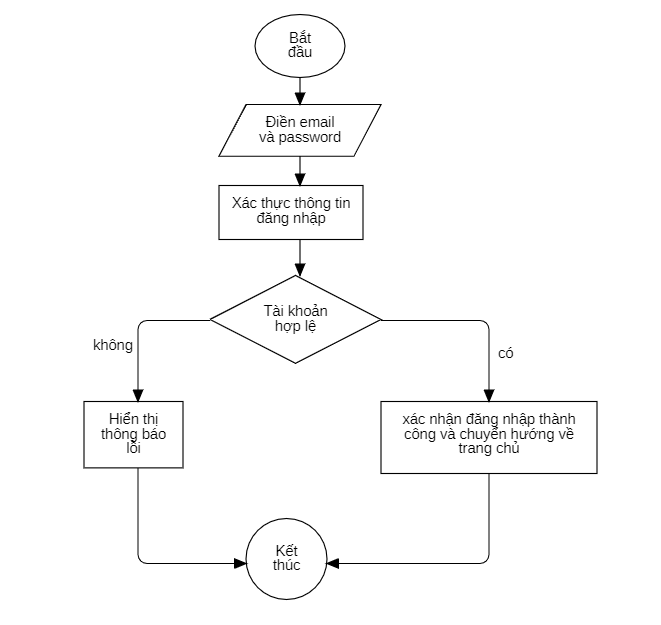 Bắt
đầu
Điền email
và password
Xác thực thông tin
đăng nhập
Tài khoản
hợp lệ
không
có
Hiển thị
thông báo
lỗi
xác nhận đăng nhập thành
công và chuyển hướng về
trang chủ
Kết
thúc